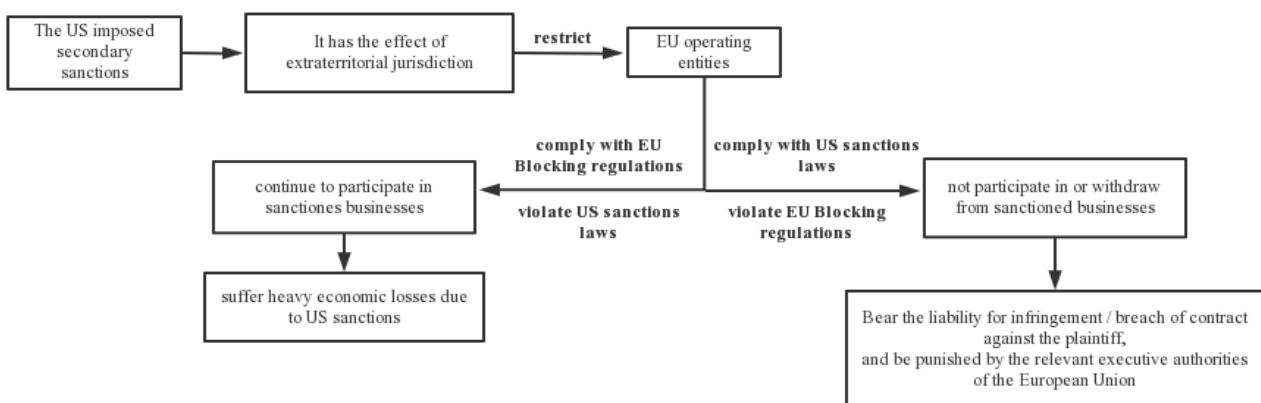 The US imposed
secondary
sanctions
It has the effect of
extraterritorial jurisdiction
restrict
EU operating
entities
comply with EU
Blocking regulations
comply with US sanctions
laws
continue to participate in
sanctiones businesses
not participate in or withdraw
from sanctioned businesses
violate US sanctions
laws
violate EU Blocking
regulations
suffer heavy economic losses due
to US sanctions
Bear the liability for infringement / breach of contract
against the plaintiff,
and be punished by the relevant executive authorities
of the European Union